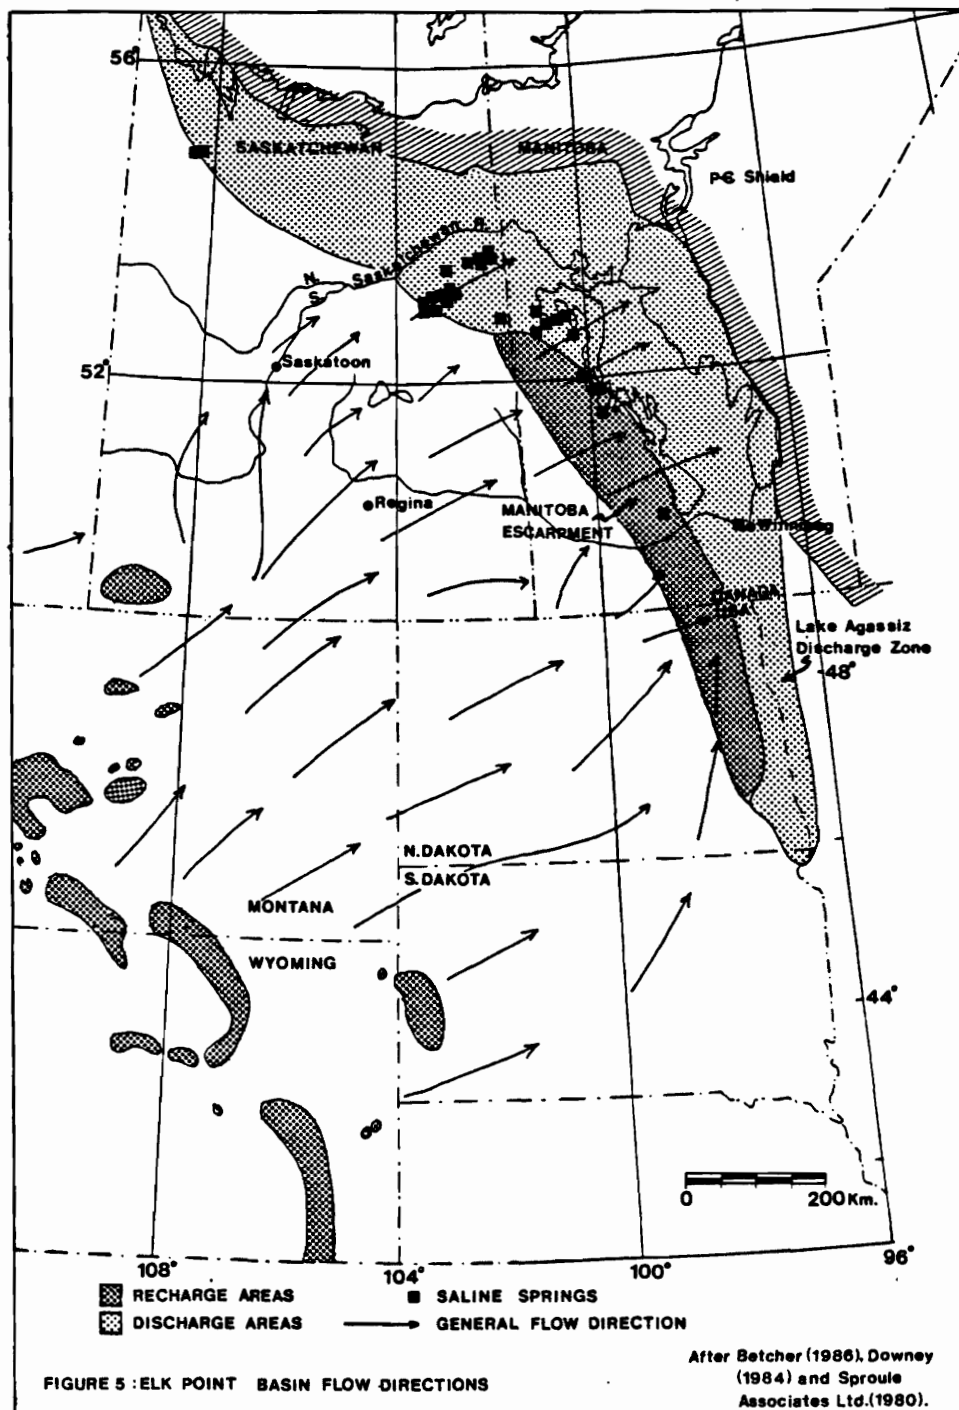 56°
SASKATCHEWAN
MANITOBA
P-C Shield
Saskatchewan R.
N.
S.
Saskatoon
52°
Regina
MANITOBA
ESCARPMENT
Winnipeg
CANADA
USA
Lake Agassiz
Discharge Zone
48°
N.DAKOTA
S.DAKOTA
MONTANA
WYOMING
44°
0 200 Km.
108° 104° 100° 96°
RECHARGE AREAS
SALINE SPRINGS
DISCHARGE AREAS
GENERAL FLOW DIRECTION
After Betcher (1986), Downey
(1984) and Sproule
Associates Ltd.(1980).
FIGURE 5 : ELK POINT BASIN FLOW DIRECTIONS